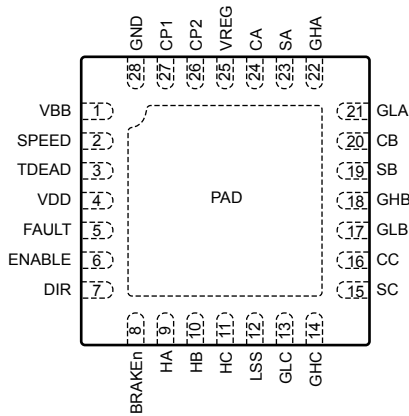 GND
CP1
CP2
VREG
CA
SA
GHA
28
27
26
25
24
23
22
VBB 1
SPEED 2
TDEAD 3
VDD 4
FAULT 5
ENABLE 6
DIR 7
PAD
21 GLA
20 CB
19 SB
18 GHB
17 GLB
16 CC
15 SC
8
9
10
11
12
13
14
BRAKEn
HA
HB
HC
LSS
GLC
GHC